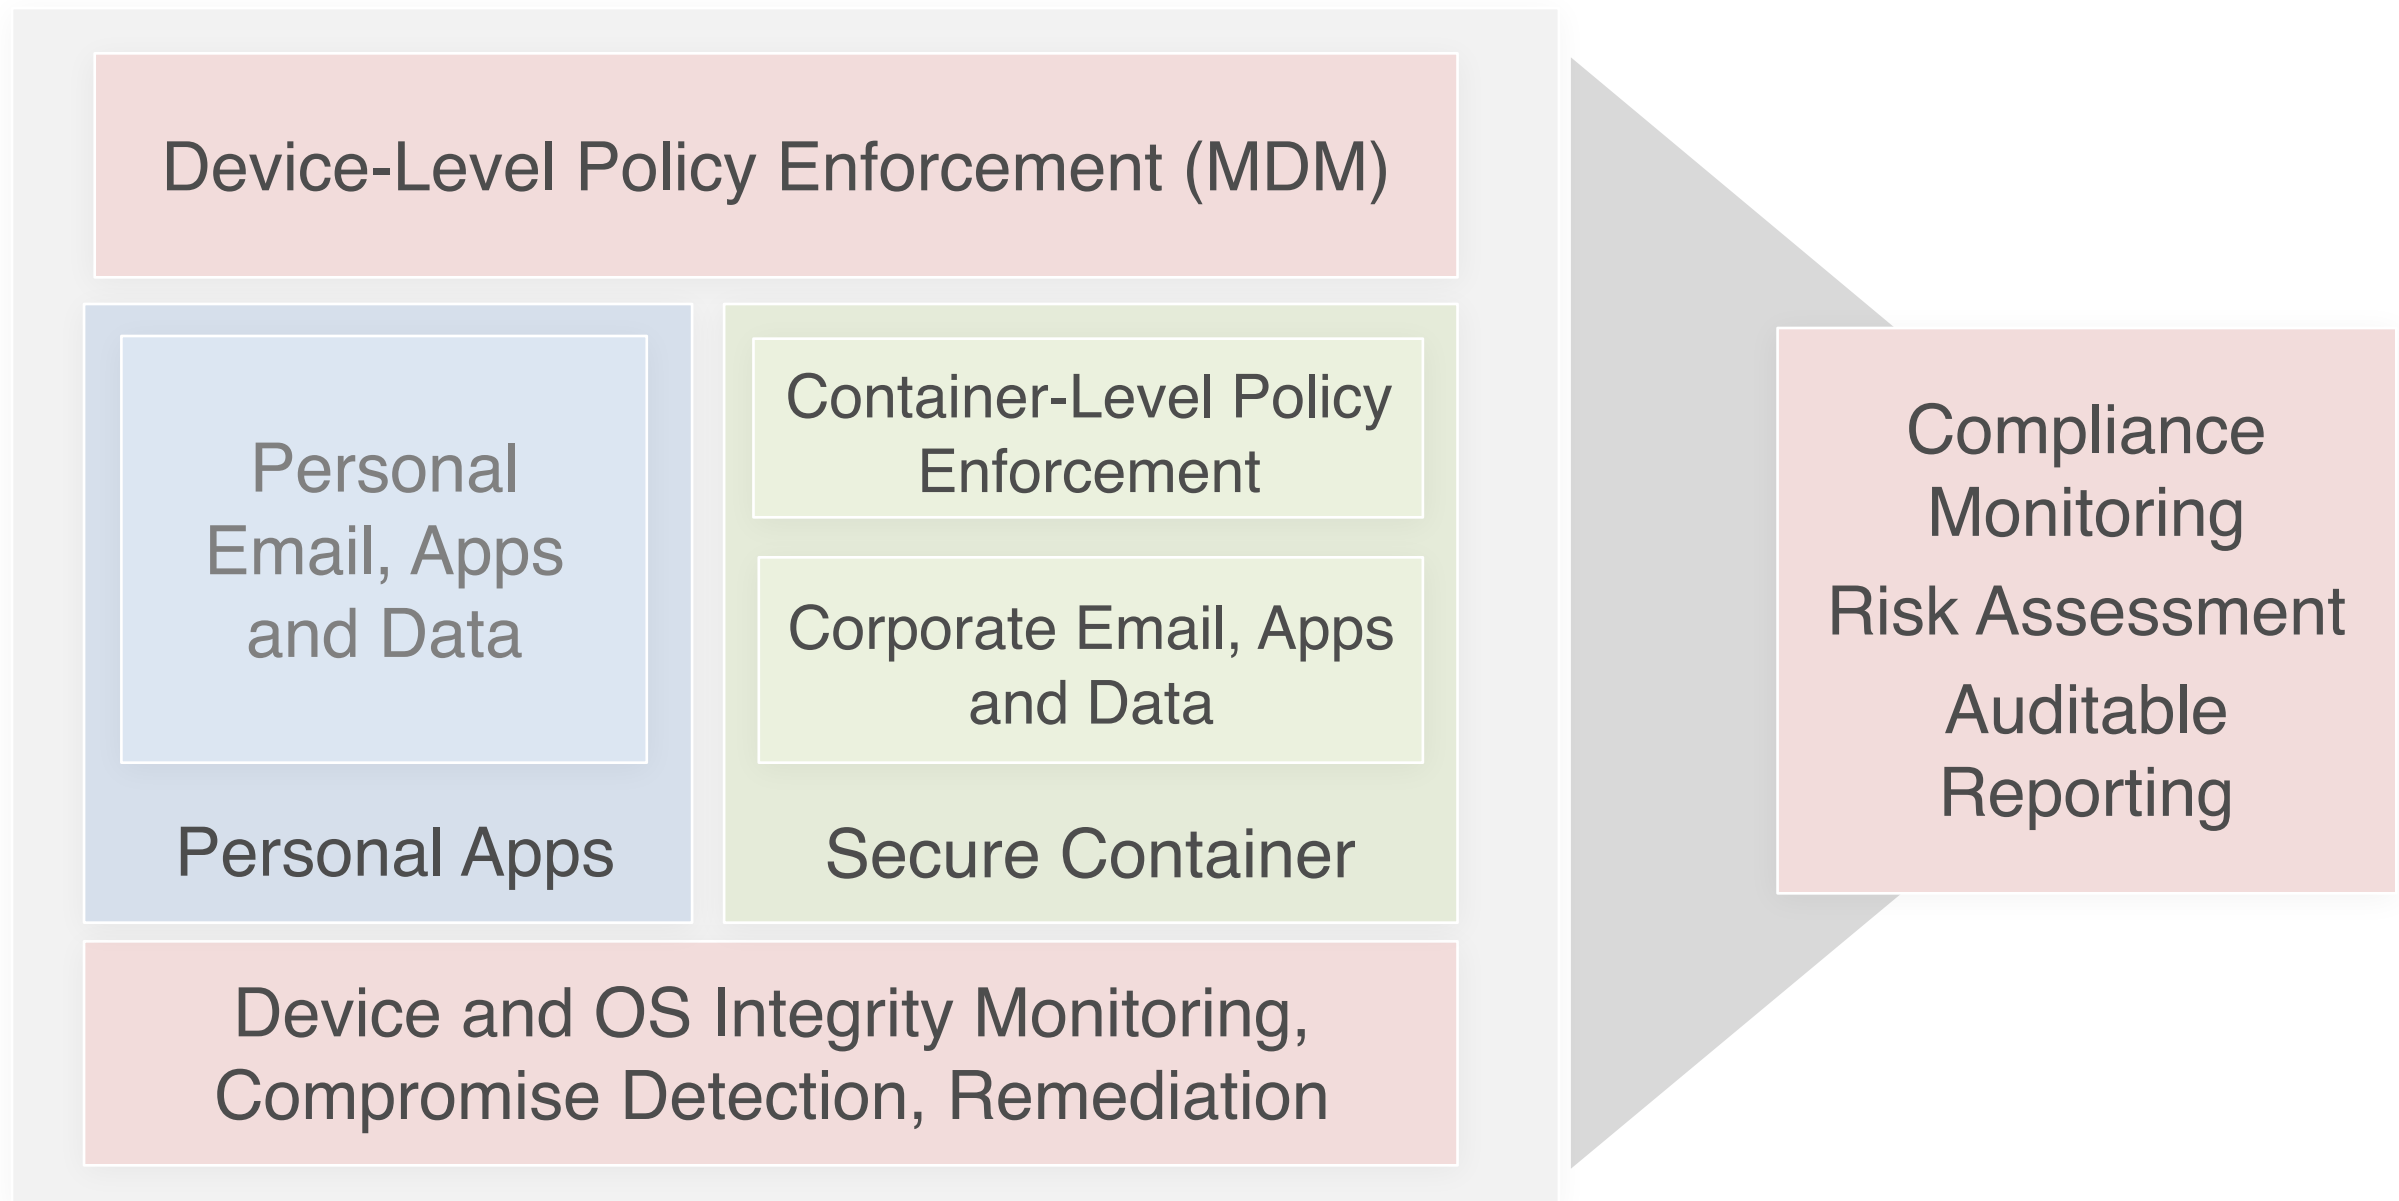 Device-Level Policy Enforcement (MDM)
Personal
Email, Apps
and Data
Personal Apps
Container-Level Policy
Enforcement
Corporate Email, Apps
and Data
Secure Container
Device and OS Integrity Monitoring,
Compromise Detection, Remediation
Compliance
Monitoring
Risk Assessment
Auditable
Reporting